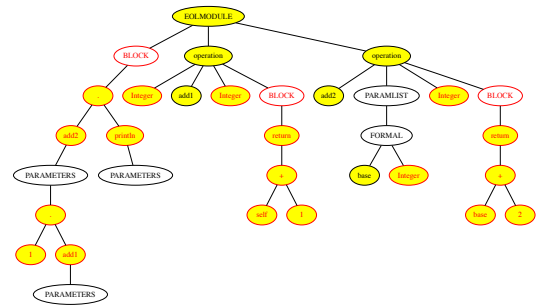 EOLMODULE
BLOCK operation operation
. Integer add1 Integer BLOCK add2 PARAMLIST Integer BLOCK
add2 println return FORMAL return
PARAMETERS PARAMETERS + base Integer +
. self 1 base 2
1 add1
PARAMETERS